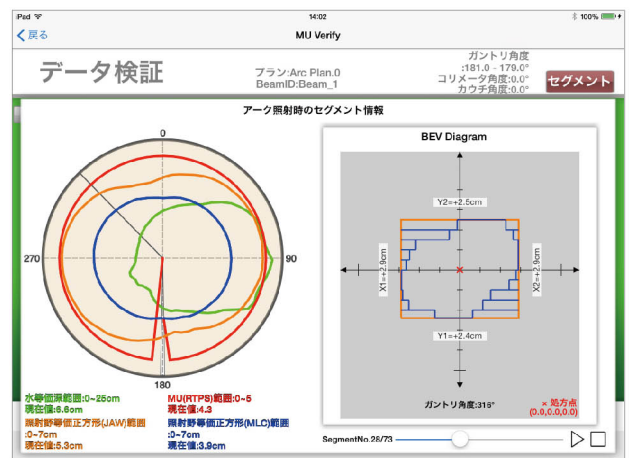 iPad 14:02 100%
戻る MU Verify
データ検証
プラン:Arc Plan.0
BeamID:Beam_1
ガントリ角度
:181.0 - 179.0°
コリメータ角度:0.0°
カウチ角度:0.0°
セグメント
アーク照射時のセグメント情報
0
270
90
180
水等価深範囲:0~25cm
現在値:6.6cm
照射野等価正方形(JAW)範囲
:0~7cm
現在値:5.3cm
MU(RTPS)範囲:0~5
現在値:4.3
照射野等価正方形(MLC)範囲
:0~7cm
現在値:3.9cm
BEV Diagram
Y2=+2.5cm
X1=+2.9cm
X2=+2.9cm
Y1=+2.4cm
ガントリ角度:316°
× 処方点
(0.0,0.0,0.0)
SegmentNo.28/73